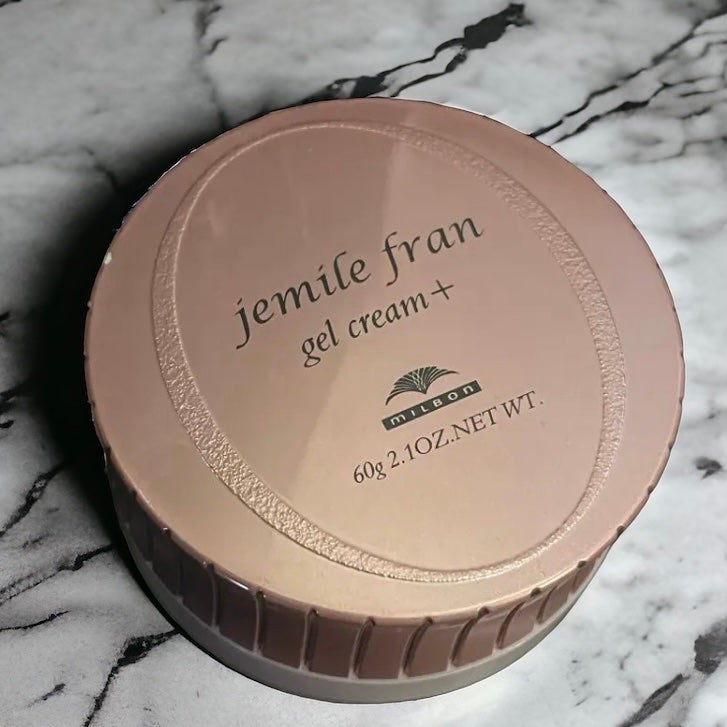 jemile fran
gel cream+
MILBON
60g 2.1OZ.NET WT.